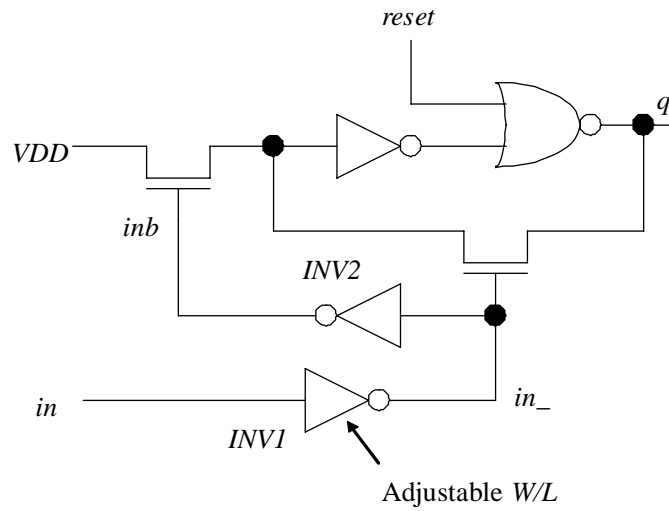 reset
q
VDD
inb
INV2
in
in_
INV1
Adjustable W/L